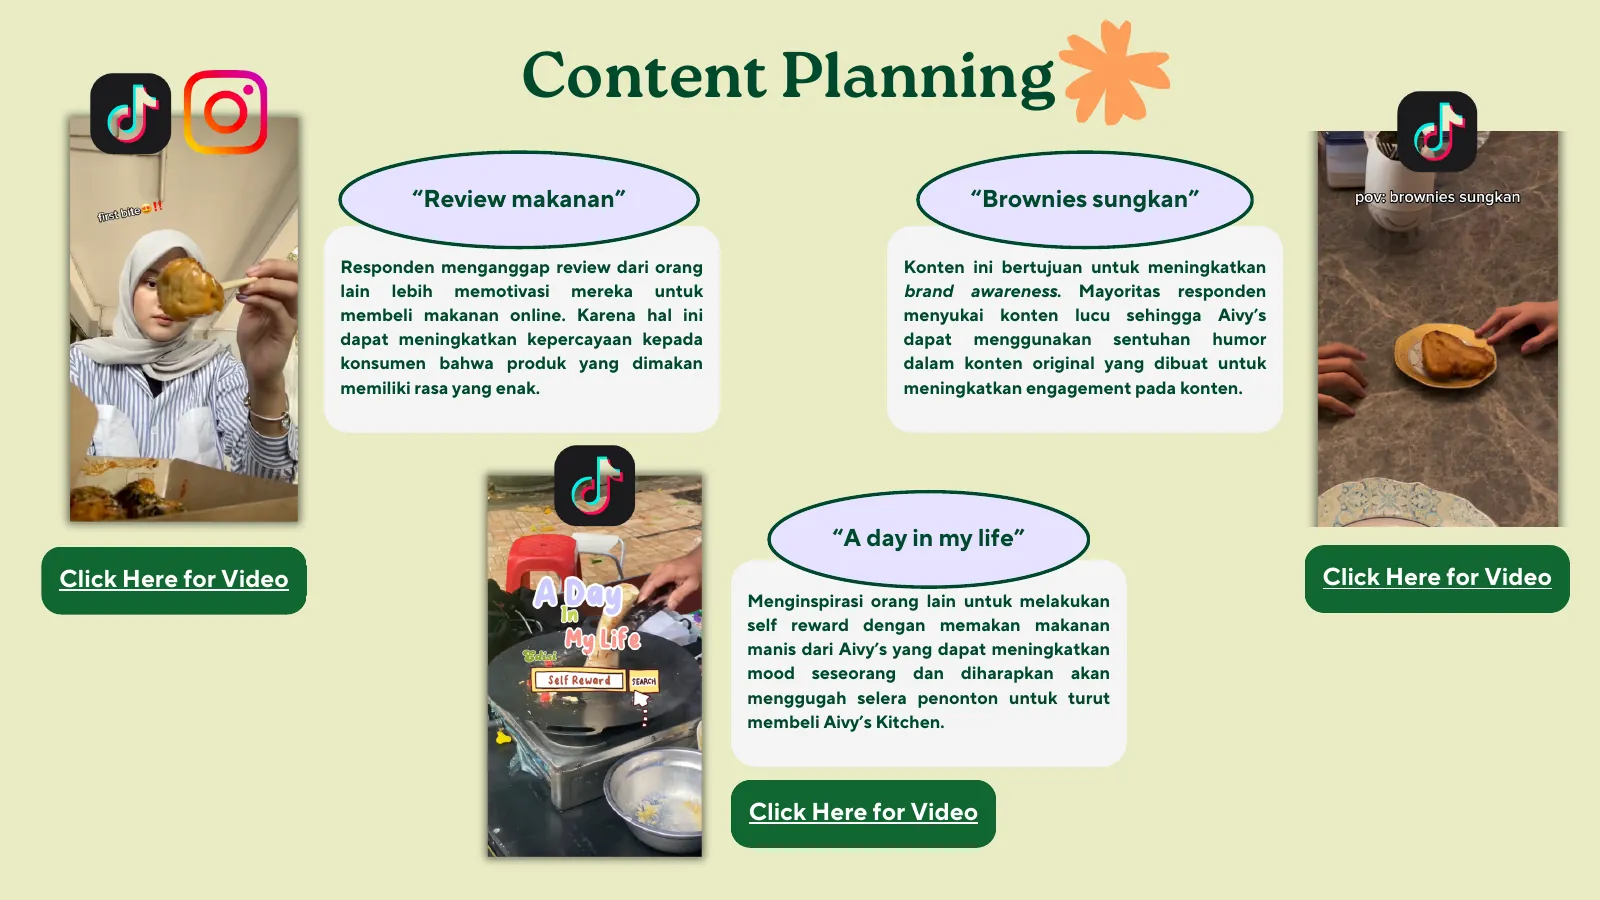 Content Planning
first bite😍‼️
“Review makanan”
Responden menganggap review dari orang
lain lebih memotivasi mereka untuk
membeli makanan online. Karena hal ini
dapat meningkatkan kepercayaan kepada
konsumen bahwa produk yang dimakan
memiliki rasa yang enak.
Click Here for Video
“Brownies sungkan”
Konten ini bertujuan untuk meningkatkan
brand awareness. Mayoritas responden
menyukai konten lucu sehingga Aivy’s
dapat menggunakan sentuhan humor
dalam konten original yang dibuat untuk
meningkatkan engagement pada konten.
pov: brownies sungkan
Click Here for Video
A Day
In
My Life
Edisi
Self Reward
SEARCH
“A day in my life”
Menginspirasi orang lain untuk melakukan
self reward dengan memakan makanan
manis dari Aivy’s yang dapat meningkatkan
mood seseorang dan diharapkan akan
menggugah selera penonton untuk turut
membeli Aivy’s Kitchen.
Click Here for Video